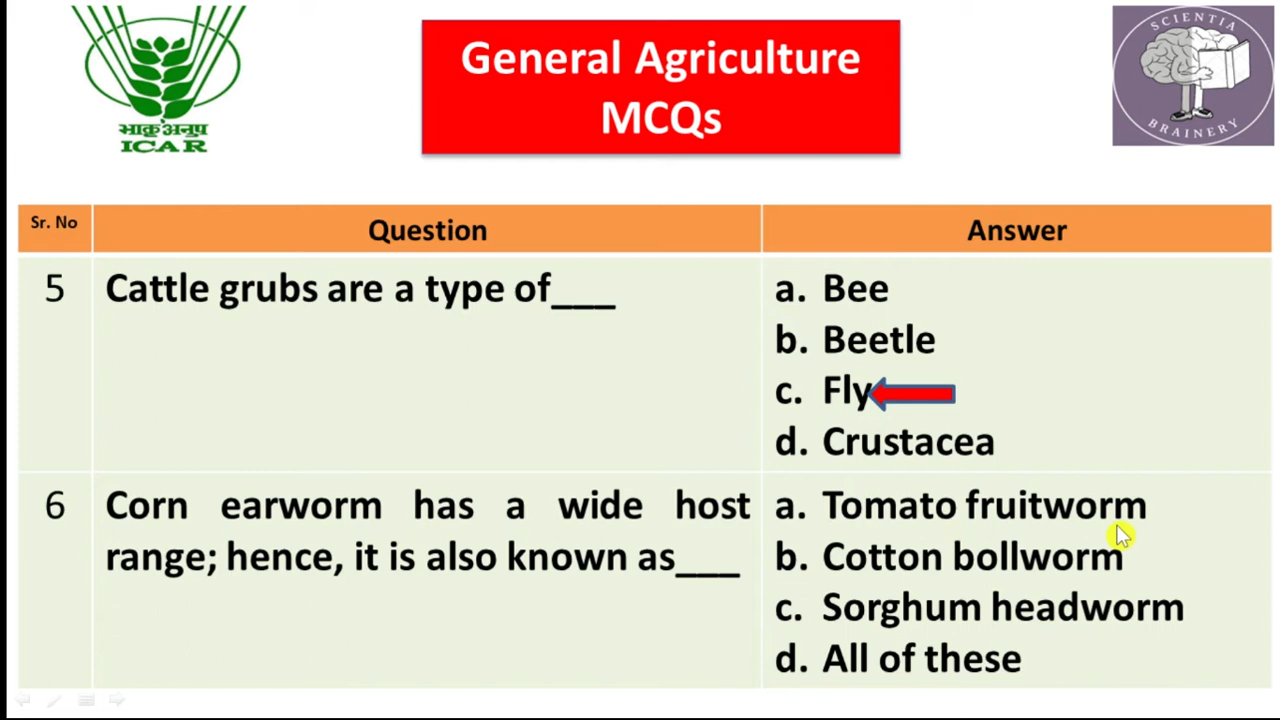 भाकृअनुप
ICAR
General Agriculture
MCQs
SCIENTIA
BRAINERY
Sr. No
Question
Answer
5
Cattle grubs are a type of___
a. Bee
b. Beetle
c. Fly
d. Crustacea
6
Corn earworm has a wide host
range; hence, it is also known as___
a. Tomato fruitworm
b. Cotton bollworm
c. Sorghum headworm
d. All of these